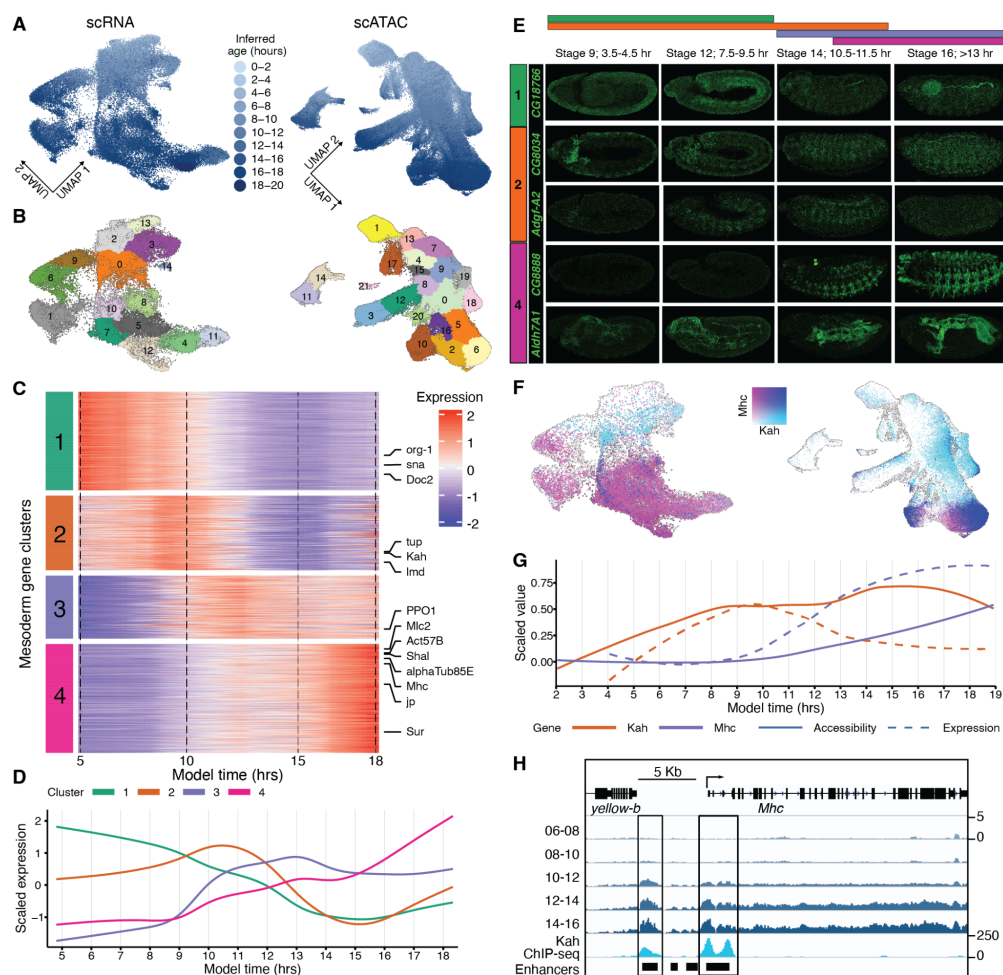 A
scRNA
scATAC
Inferred
age (hours)
0–2
2–4
4–6
6–8
8–10
10–12
12–14
14–16
16–18
18–20
UMAP 2
UMAP 1
UMAP 2
UMAP 1
B
13
2
3
14
9
0
6
10
8
1
7
5
4
11
12
1
13
7
17
4
15
9
19
14
8
21
11
12
0
18
3
20
16
5
10
2
6
C
Expression
2
1
0
-1
-2
Mesoderm gene clusters
1
2
3
4
org-1
sna
Doc2
tup
Kah
lmd
PPO1
Mlc2
Act57B
Shal
alphaTub85E
Mhc
jp
Sur
5
10
15
18
Model time (hrs)
D
Cluster
1
2
3
4
Scaled expression
2
1
0
−1
5 6 7 8 9 10 11 12 13 14 15 16 17 18
Model time (hrs)
E
Stage 9; 3.5-4.5 hr
Stage 12; 7.5-9.5 hr
Stage 14; 10.5-11.5 hr
Stage 16; >13 hr
1
CG18766
2
CG8034
Adgf-A2
4
CG8888
Aldh7A1
F
Mhc
Kah
G
Scaled value
0.75
0.50
0.25
0.00
2 3 4 5 6 7 8 9 10 11 12 13 14 15 16 17 18 19
Model time (hrs)
Gene
Kah
Mhc
Accessibility
Expression
H
5 Kb
yellow-b
Mhc
5
0
06-08
08-10
10-12
12-14
14-16
250
Kah
ChIP-seq
0
Enhancers